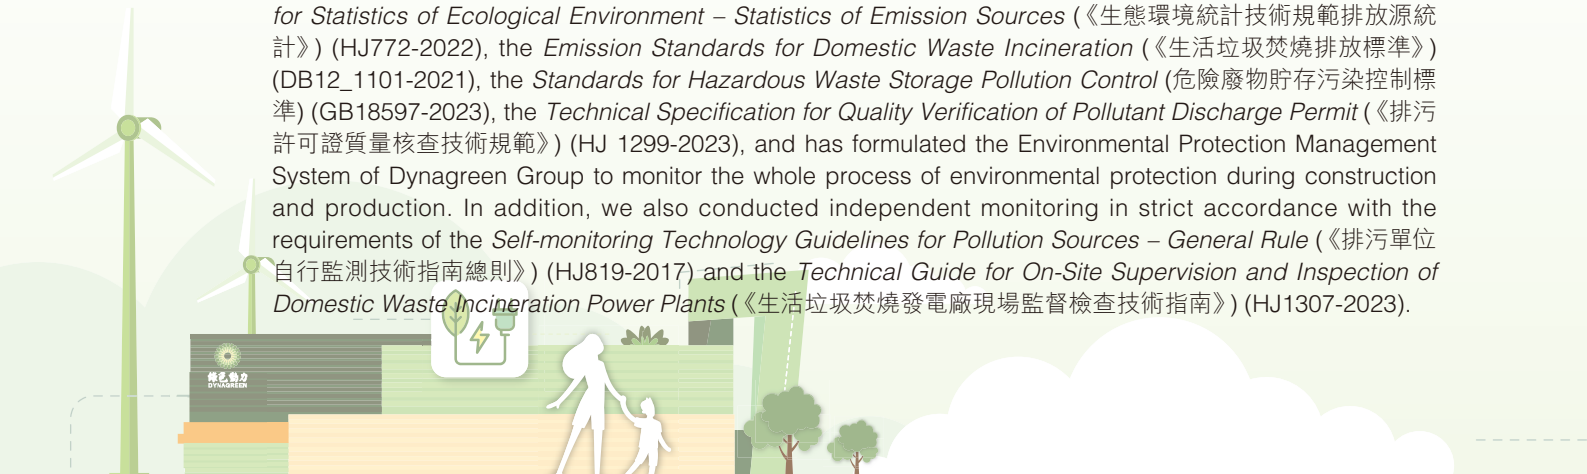 for Statistics of Ecological Environment – Statistics of Emission Sources (《生態環境統計技術規範排放源統
計》) (HJ772-2022), the Emission Standards for Domestic Waste Incineration (《生活垃圾焚燒排放標準》)
(DB12_1101-2021), the Standards for Hazardous Waste Storage Pollution Control (危險廢物貯存污染控制標
準) (GB18597-2023), the Technical Specification for Quality Verification of Pollutant Discharge Permit (《排污
許可證質量核查技術規範》) (HJ 1299-2023), and has formulated the Environmental Protection Management
System of Dynagreen Group to monitor the whole process of environmental protection during construction
and production. In addition, we also conducted independent monitoring in strict accordance with the
requirements of the Self-monitoring Technology Guidelines for Pollution Sources – General Rule (《排污單位
自行監測技術指南總則》) (HJ819-2017) and the Technical Guide for On-Site Supervision and Inspection of
Domestic Waste Incineration Power Plants (《生活垃圾焚燒發電廠現場監督檢查技術指南》) (HJ1307-2023).
綠色動力
DYNAGREEN